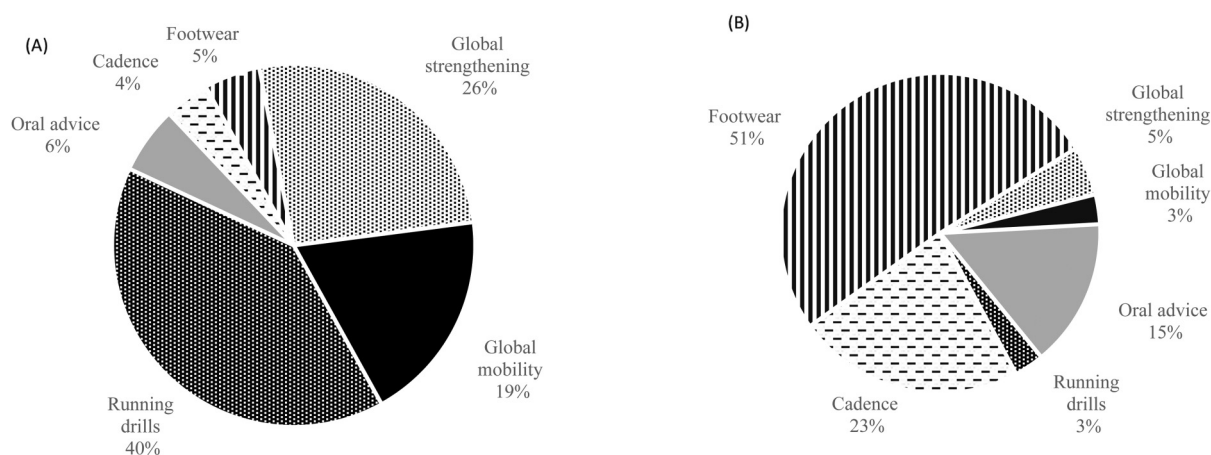 (A)
Footwear
5%
Cadence
4%
Oral advice
6%
Global
strengthening
26%
Global
mobility
19%
Running
drills
40%
(B)
Footwear
51%
Global
strengthening
5%
Global
mobility
3%
Oral advice
15%
Running
drills
3%
Cadence
23%